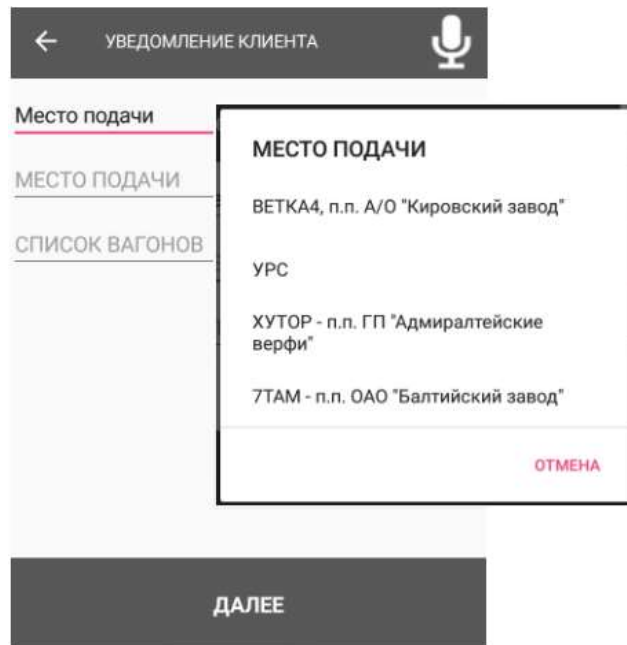 УВЕДОМЛЕНИЕ КЛИЕНТА
Место подачи
МЕСТО ПОДАЧИ
СПИСОК ВАГОНОВ
МЕСТО ПОДАЧИ
ВЕТКА4, п.п. А/О "Кировский завод"
УРС
ХУТОР - п.п. ГП "Адмиралтейские
верфи"
7ТАМ - п.п. ОАО "Балтийский завод"
ОТМЕНА
ДАЛЕЕ